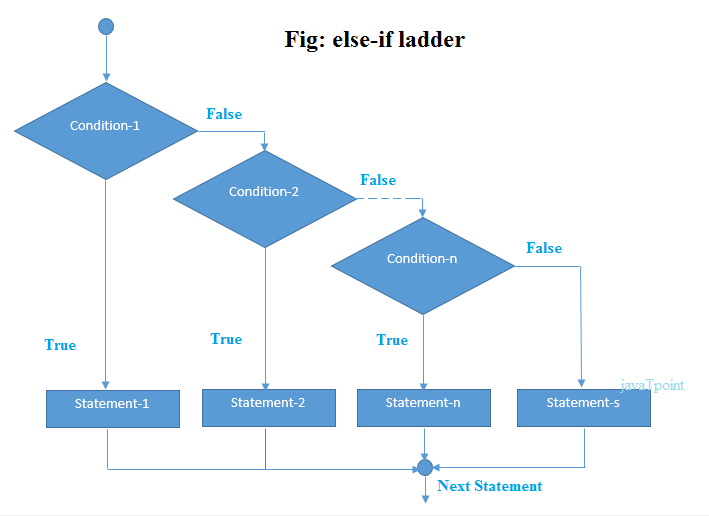 Fig: else-if ladder
Condition-1
False
Condition-2
False
Condition-n
False
True
True
True
javaTpoint
Statement-1
Statement-2
Statement-n
Statement-s
Next Statement